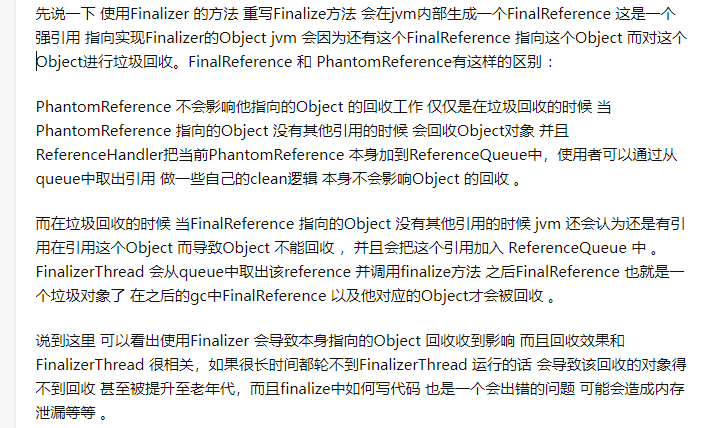 先说一下 使用Finalizer 的方法 重写Finalize方法 会在jvm内部生成一个FinalReference 这是一个
强引用 指向实现Finalizer的Object jvm 会因为还有这个FinalReference 指向这个Object 而对这个
Object进行垃圾回收。FinalReference 和 PhantomReference有这样的区别：
PhantomReference 不会影响他指向的Object 的回收工作 仅仅是在垃圾回收的时候 当
PhantomReference 指向的Object 没有其他引用的时候 会回收Object对象 并且
ReferenceHandler把当前PhantomReference 本身加到ReferenceQueue中，使用者可以通过从
queue中取出引用 做一些自己的clean逻辑 本身不会影响Object 的回收 。
而在垃圾回收的时候 当FinalReference 指向的Object 没有其他引用的时候 jvm 还会认为还是有引
用在引用这个Object 而导致Object 不能回收 ，并且会把这个引用加入 ReferenceQueue 中 。
FinalizerThread 会从queue中取出该reference 并调用finalize方法 之后FinalReference 也就是一
个垃圾对象了 在之后的gc中FinalReference 以及他对应的Object才会被回收 。
说到这里 可以看出使用Finalizer 会导致本身指向的Object 回收收到影响 而且回收效果和
FinalizerThread 很相关，如果很长时间都轮不到FinalizerThread 运行的话 会导致该回收的对象得
不到回收 甚至被提升至老年代，而且finalize中如何写代码 也是一个会出错的问题 可能会造成内存
泄漏等等 。